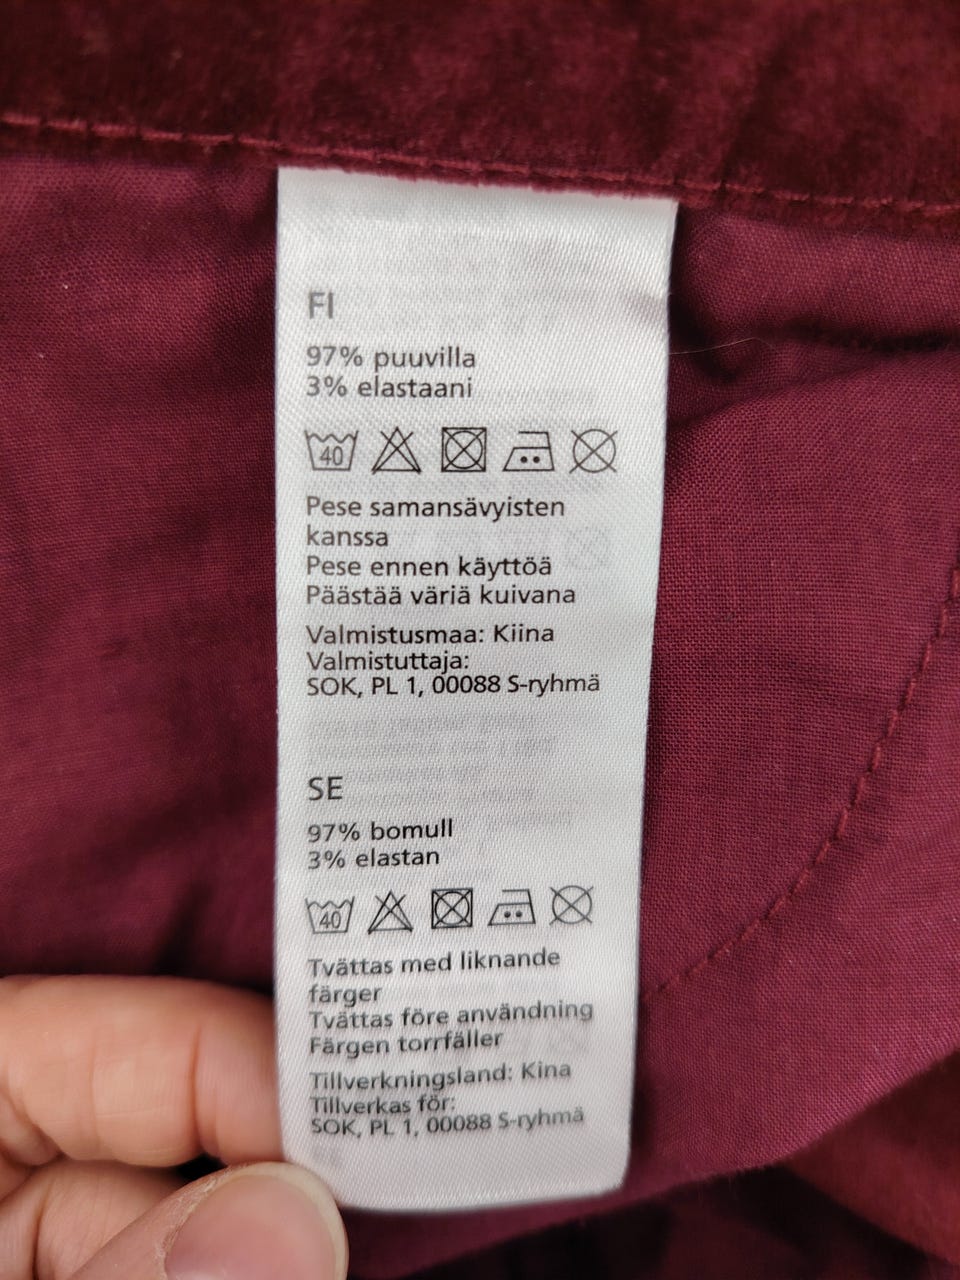 FI
97% puuvilla
3% elastaani
40
Pese samansävyisten
kanssa
Pese ennen käyttöä
Päästää väriä kuivana
Valmistusmaa: Kiina
Valmistuttaja:
SOK, PL 1, 00088 S-ryhmä
SE
97% bomull
3% elastan
40
Tvättas med liknande
färger
Tvättas före användning
Färgen torrfäller
Tillverkningsland: Kina
Tillverkas för:
SOK, PL 1, 00088 S-ryhmä